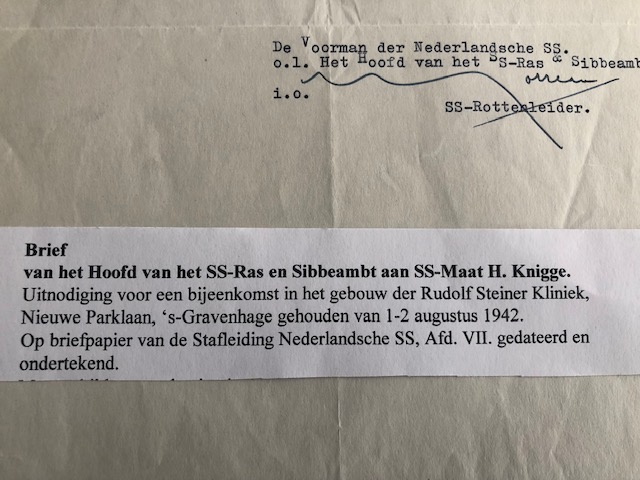 De Voorman der Nederlandsche SS.
o.l. Het Hoofd van het SS-Ras & Sibbeamb
i.o.
SS-Rottenleider.
Brief
van het Hoofd van het SS-Ras en Sibbeambt aan SS-Maat H. Knigge.
Uitnodiging voor een bijeenkomst in het gebouw der Rudolf Steiner Kliniek,
Nieuwe Parklaan, ‘s-Gravenhage gehouden van 1-2 augustus 1942.
Op briefpapier van de Stafleiding Nederlandsche SS, Afd. VII. gedateerd en
ondertekend.